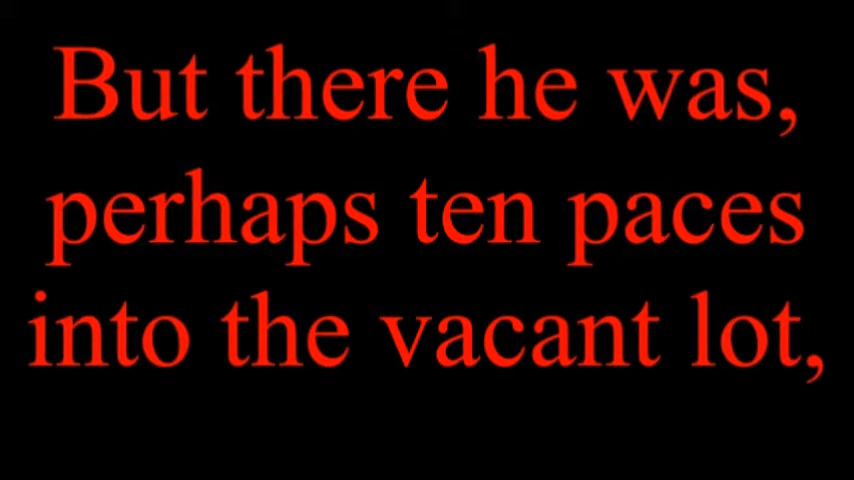 But there he was,
perhaps ten paces
into the vacant lot,